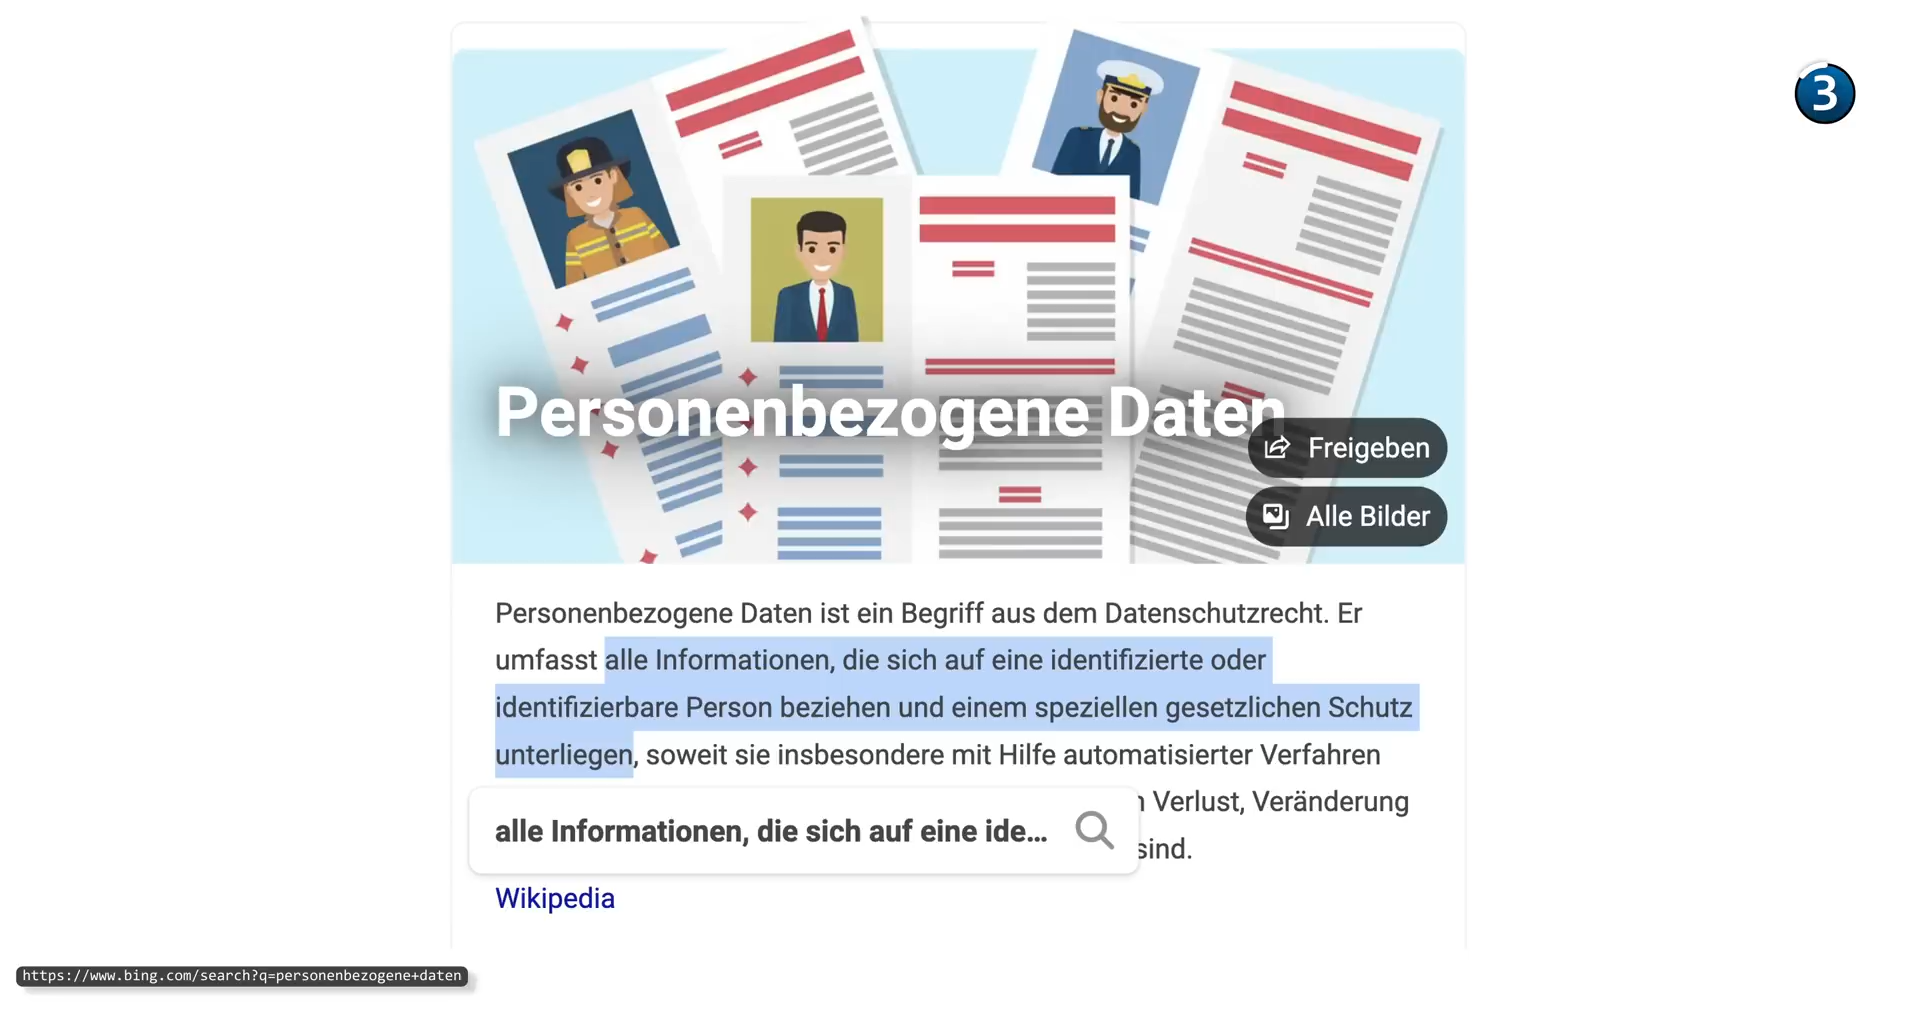 3
Personenbezogene Daten
Freigeben
Alle Bilder
Personenbezogene Daten ist ein Begriff aus dem Datenschutzrecht. Er
umfasst alle Informationen, die sich auf eine identifizierte oder
identifizierbare Person beziehen und einem speziellen gesetzlichen Schutz
unterliegen, soweit sie insbesondere mit Hilfe automatisierter Verfahren
Verlust, Veränderung
alle Informationen, die sich auf eine ide...
sind.
Wikipedia
https://www.bing.com/search?q=personenbezogene+daten